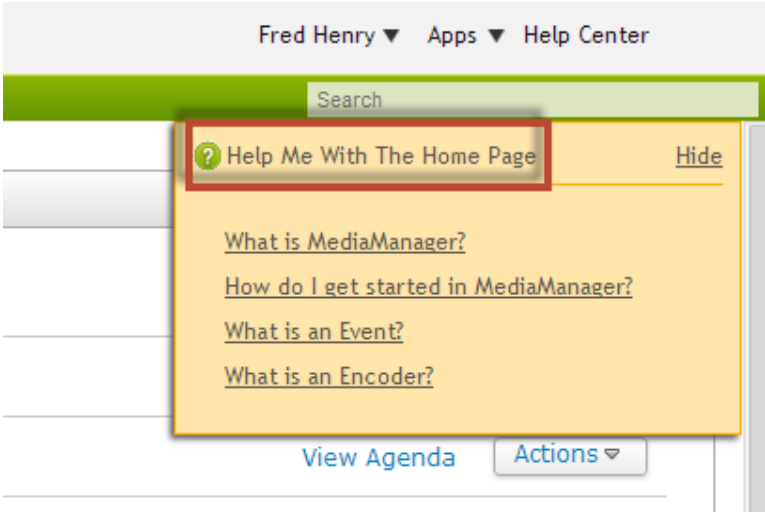 Fred Henry ▼ Apps ▼ Help Center
Search
Help Me With The Home Page Hide
What is MediaManager?
How do I get started in MediaManager?
What is an Event?
What is an Encoder?
View Agenda Actions